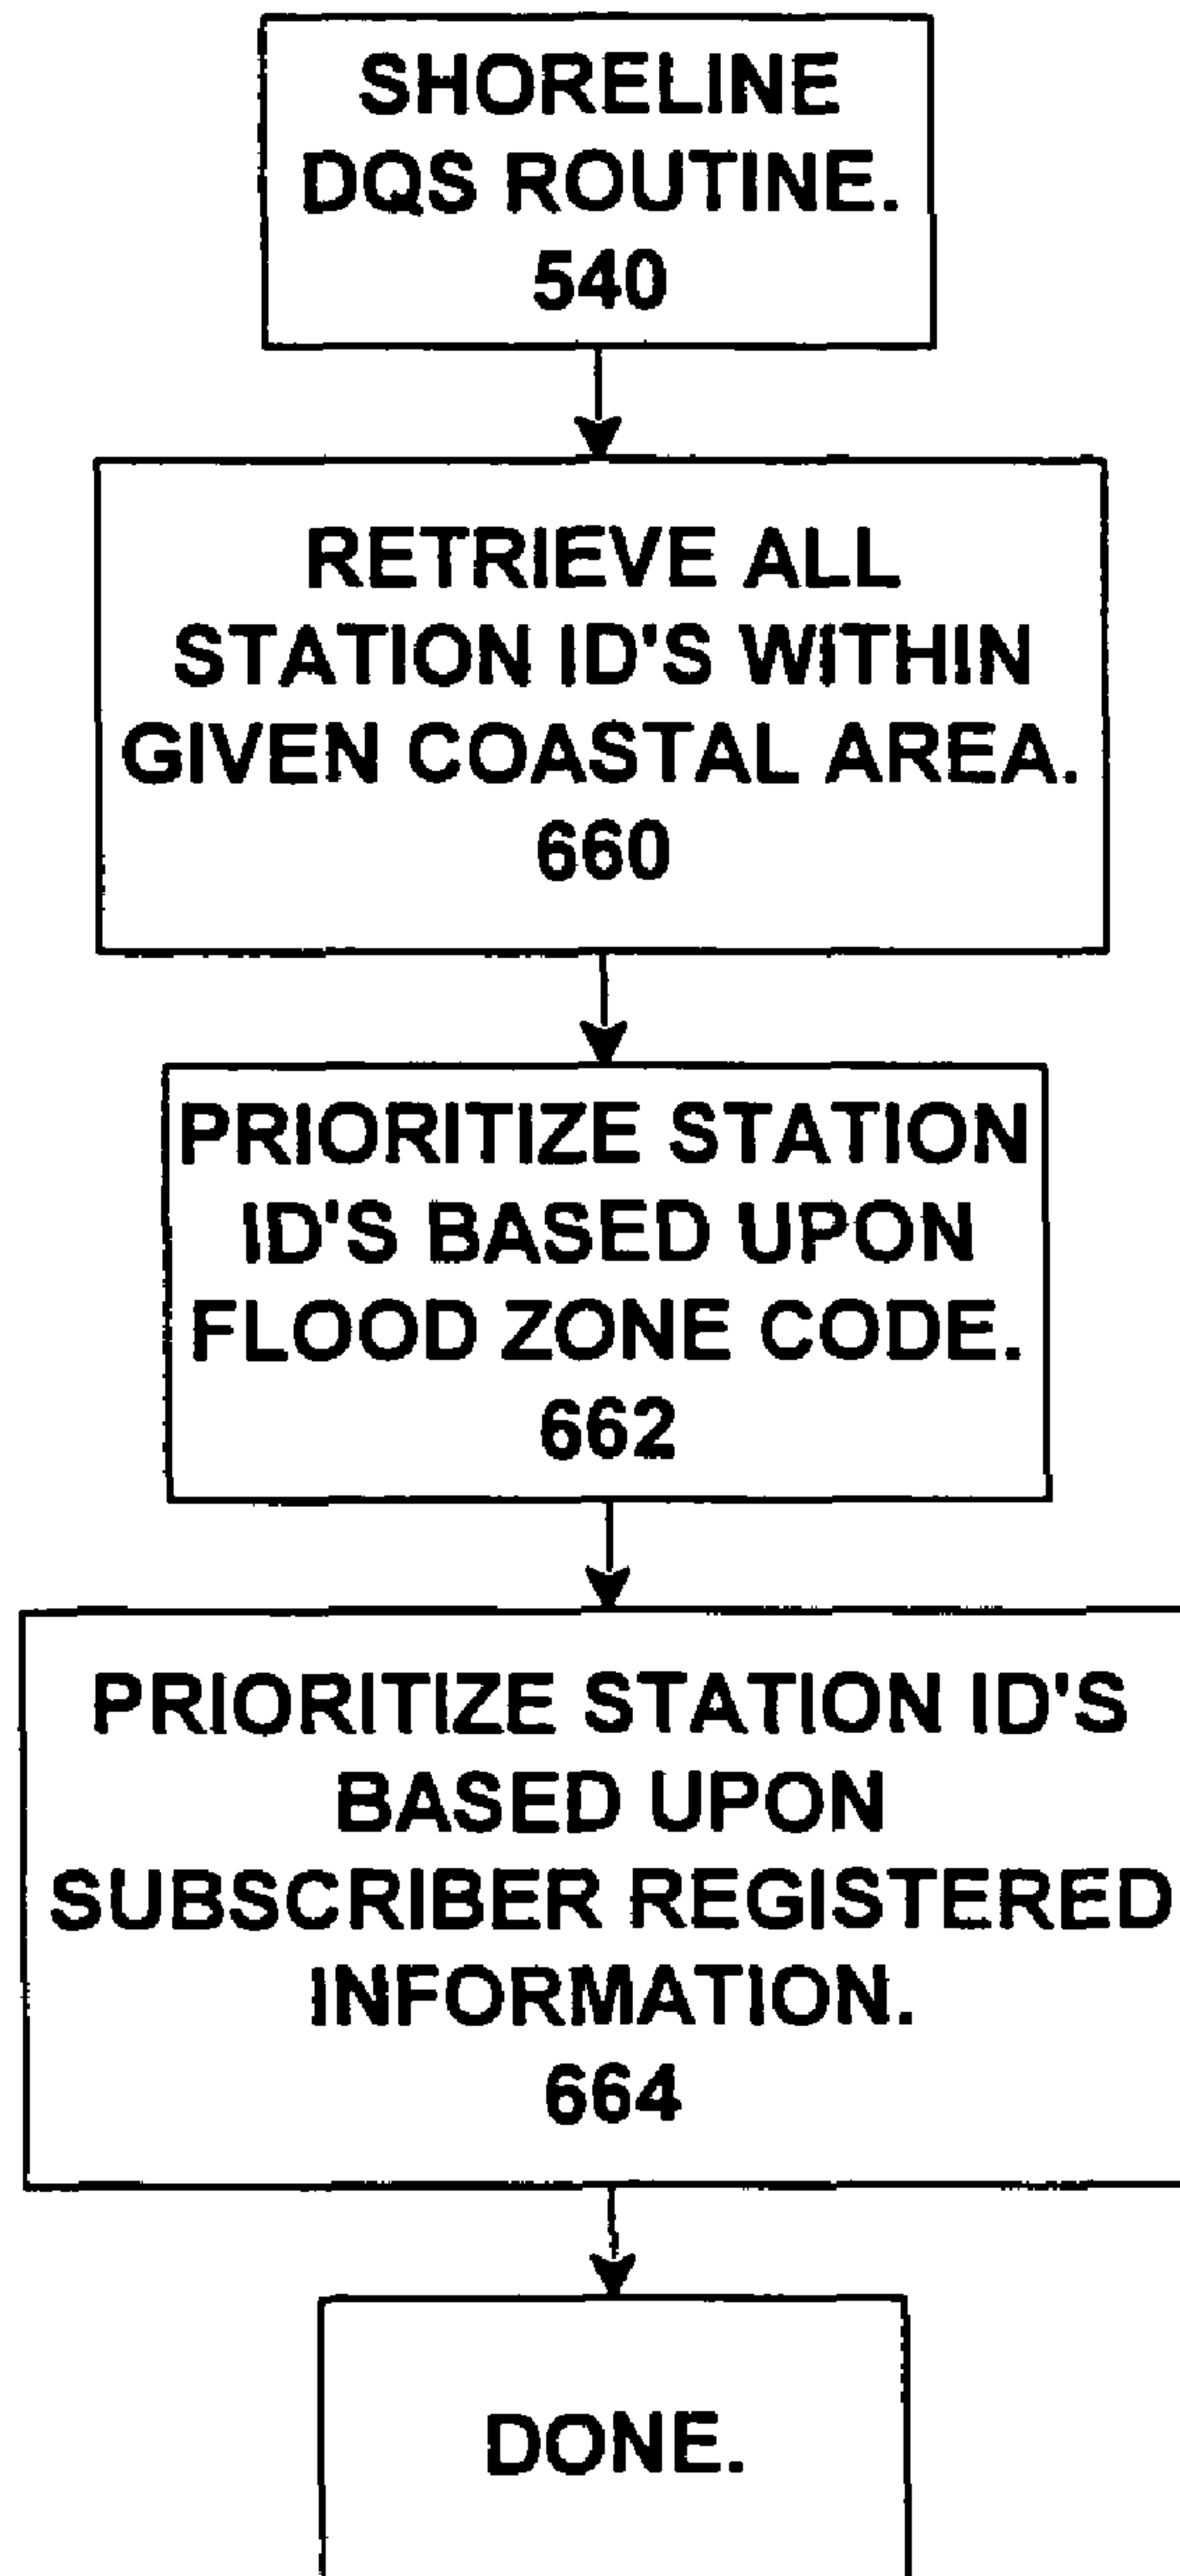 SHORELINE
DQS ROUTINE.
540
RETRIEVE ALL
STATION ID'S WITHIN
GIVEN COASTAL AREA.
660
PRIORITIZE STATION
ID'S BASED UPON
FLOOD ZONE CODE.
662
PRIORITIZE STATION ID'S
BASED UPON
SUBSCRIBER REGISTERED
INFORMATION.
664
DONE.